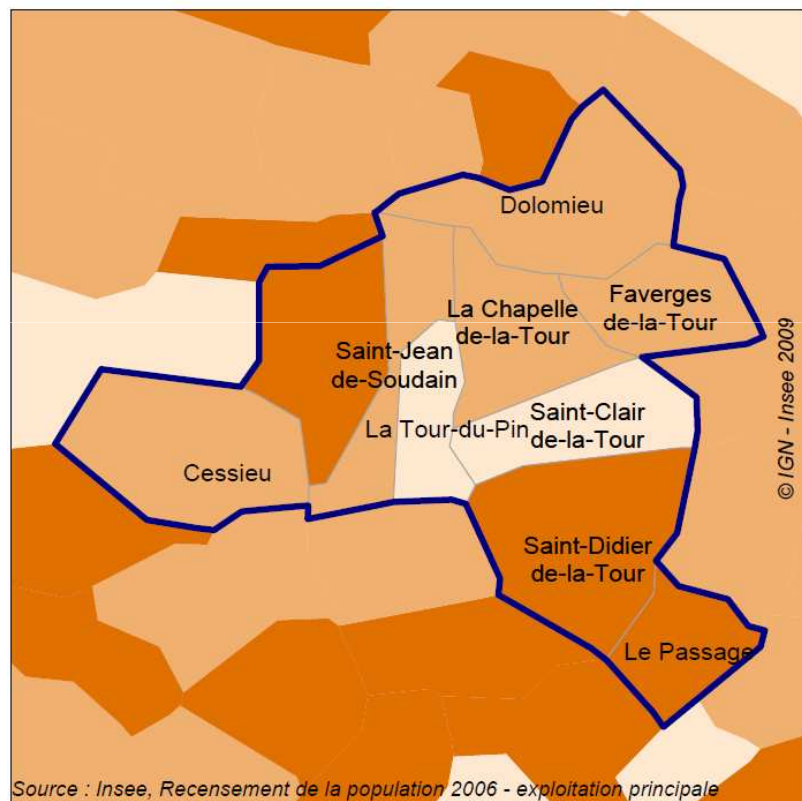 Dolomieu
La Chapelle
de-la-Tour
Faverges
de-la-Tour
Saint-Jean
de-Soudain
Saint-Clair
de-la-Tour
La Tour-du-Pin
Cessieu
Saint-Didier
de-la-Tour
Le Passage
© IGN - Insee 2009
Source : Insee, Recensement de la population 2006 - exploitation principale